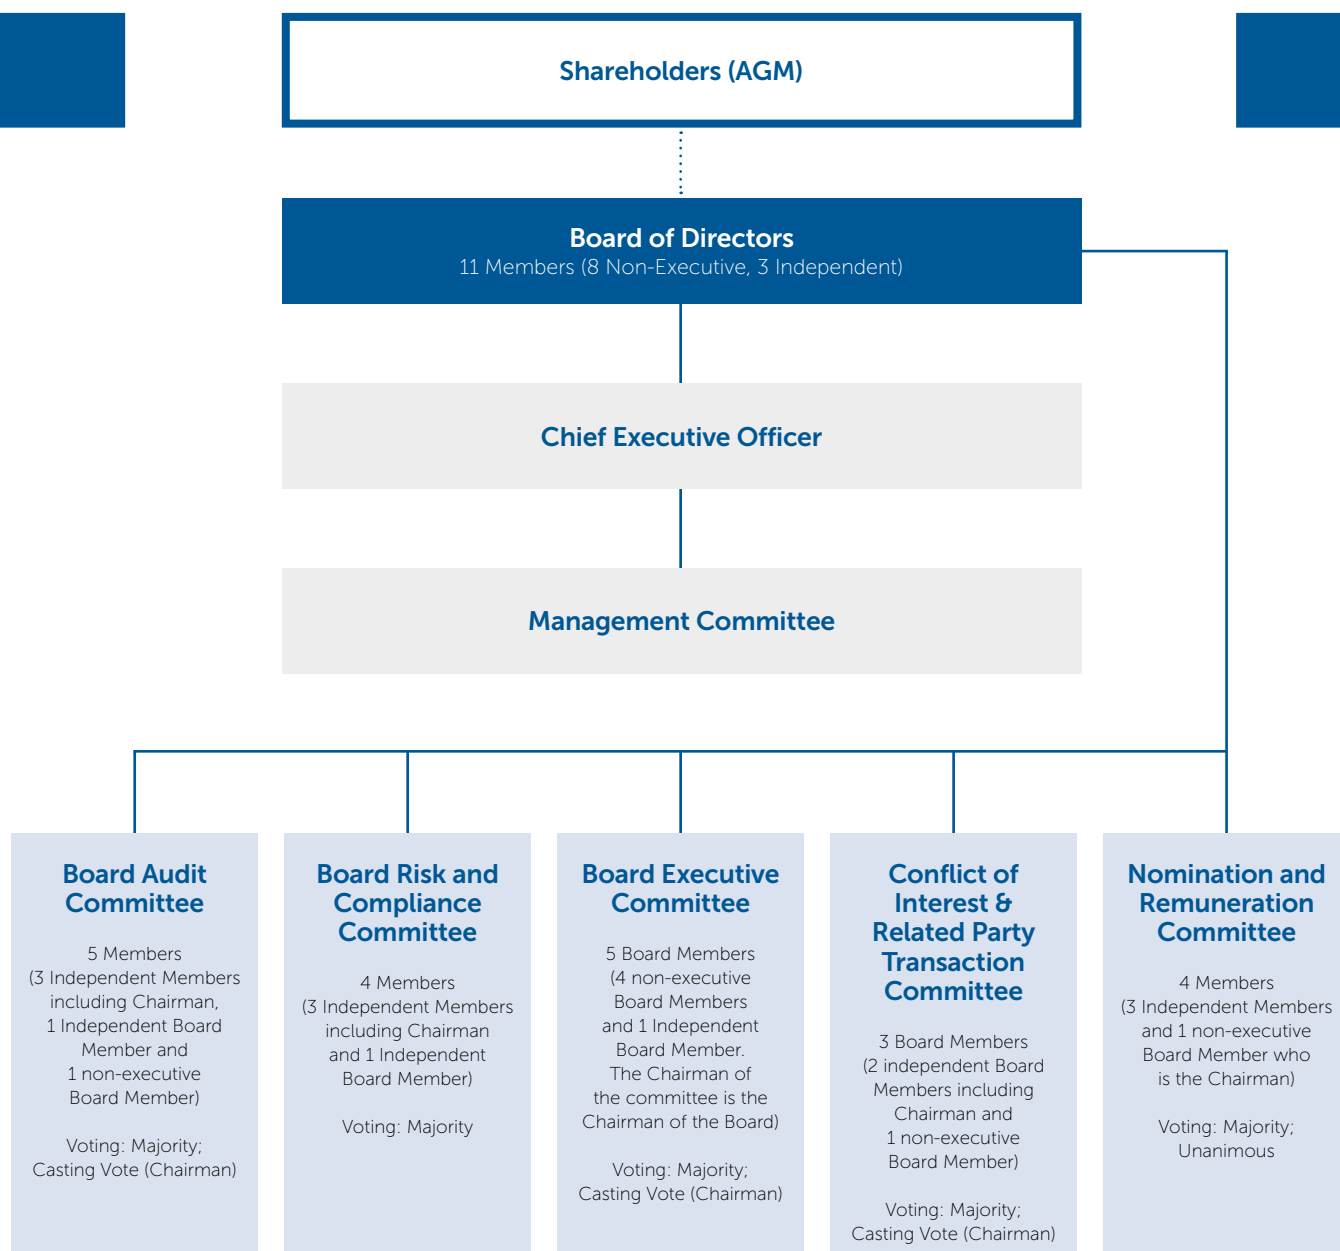 Shareholders (AGM)
Board of Directors
11 Members (8 Non-Executive, 3 Independent)
Chief Executive Officer
Management Committee
Board Audit
Committee
5 Members
(3 Independent Members
including Chairman,
1 Independent Board
Member and
1 non-executive
Board Member)
Voting: Majority;
Casting Vote (Chairman)
Board Risk and
Compliance
Committee
4 Members
(3 Independent Members
including Chairman
and 1 Independent
Board Member)
Voting: Majority
Board Executive
Committee
5 Board Members
(4 non-executive
Board Members
and 1 Independent
Board Member.
The Chairman of
the committee is the
Chairman of the Board)
Voting: Majority;
Casting Vote (Chairman)
Conflict of
Interest &
Related Party
Transaction
Committee
3 Board Members
(2 independent Board
Members including
Chairman and
1 non-executive
Board Member)
Voting: Majority;
Casting Vote (Chairman)
Nomination and
Remuneration
Committee
4 Members
(3 Independent Members
and 1 non-executive
Board Member who
is the Chairman)
Voting: Majority;
Unanimous